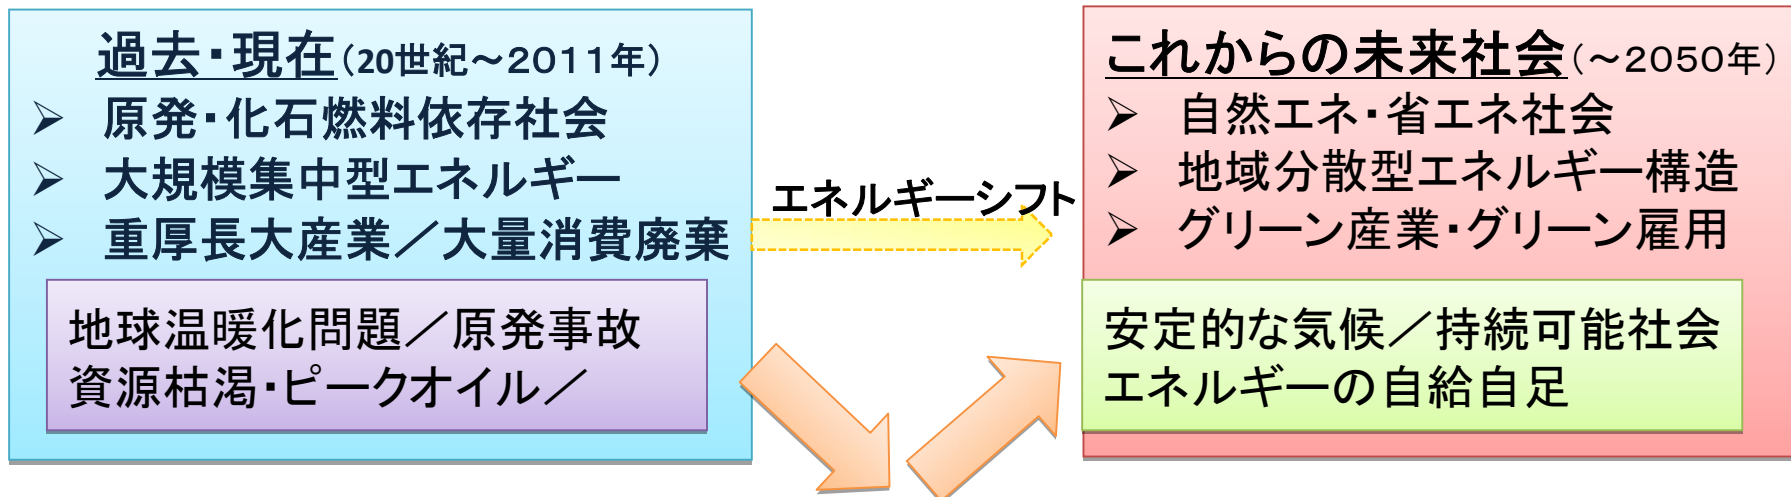 過去・現在(20世紀～2011年)
➢ 原発・化石燃料依存社会
➢ 大規模集中型エネルギー
➢ 重厚長大産業／大量消費廃棄
地球温暖化問題／原発事故
資源枯渇・ピークオイル／
エネルギーシフト
これからの未来社会(～2050年)
➢ 自然エネ・省エネ社会
➢ 地域分散型エネルギー構造
➢ グリーン産業・グリーン雇用
安定的な気候／持続可能社会
エネルギーの自給自足